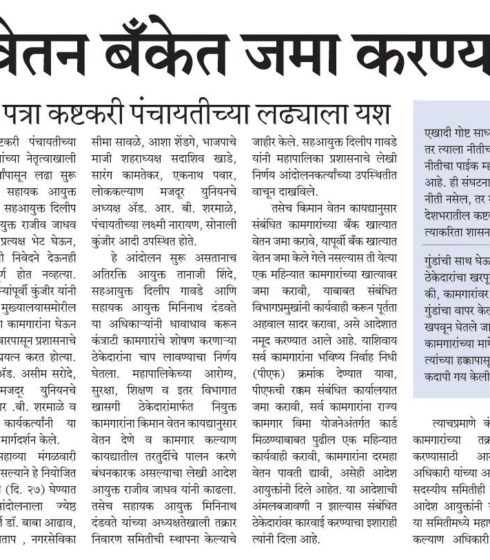 वेतन बँकेत जमा करण्य
पत्रा कष्टकरी पंचायतीच्या लढ्याला यश
ष्टकरी पंचायतीच्या
च्या नेतृत्वाखाली
पासून लढा सुरू
सहायक आयुक्त
सहआयुक्त दिलीप
युक्त राजीव जाधव
प्रत्यक्ष भेट घेऊन,
निवेदने देऊनही
र्ण होत नव्हत्या.
पूर्वी कुंजीर यांनी
मुख्यालयासमोरील
कामगारांना घेऊन
वारपासून प्रशासनाचे
यत्न करत होत्या.
अ‍ॅड. असीम सरोदे,
मजदूर युनियनचे
आर. बी. शरमाळे व
कार्यकर्त्यांनी या
मार्गदर्शन केले.
महाव्या मंगळवारी
सल्याने हे नियोजित
(दि. २७) घेण्यात
आंदोलनाला ज्येष्ठ
र्ते डॉ. बाबा आढाव,
ताप , नगरसेविका
सीमा सावळे, आशा शेंडगे, भाजपाचे
माजी शहराध्यक्ष सदाशिव खाडे,
सारंग कामतेकर, एकनाथ पवार,
लोककल्याण मजदूर युनियनचे
अध्यक्ष अ‍ॅड. आर. बी. शरमाळे,
पंचायतीच्या लक्ष्मी नारायण, सोनाली
कुंजीर आदी उपस्थित होते.
हे आंदोलन सुरू असतानाच
अतिरिक्त आयुक्त तानाजी शिंदे,
सहआयुक्त दिलीप गावडे आणि
सहायक आयुक्त मिनिनाथ दंडवते
या अधिकाऱ्यांनी धावाधाव करून
कंत्राटी कामगारांचे शोषण करणाऱ्या
ठेकेदारांना चाप लावण्याचा निर्णय
घेतला. महापालिकेच्या आरोग्य,
सुरक्षा, शिक्षण व इतर विभागात
खासगी ठेकेदारांमार्फत नियुक्त
कामगारांना किमान वेतन कायद्यानुसार
वेतन देणे व कामगार कल्याण
कायद्यातील तरतुदींचे पालन करणे
बंधनकारक असल्याचा लेखी आदेश
आयुक्त राजीव जाधव यांनी काढला.
तसेच सहायक आयुक्त मिनिनाथ
दंडवते यांच्या अध्यक्षतेखाली तक्रार
निवारण समितीची स्थापना केल्याचे
जाहीर केले. सहआयुक्त दिलीप गावडे
यांनी महापालिका प्रशासनाचे लेखी
निर्णय आंदोलनकर्त्यांच्या उपस्थितीत
वाचून दाखविले.
तसेच किमान वेतन कायद्यानुसार
संबंधित कामगारांच्या बँक खात्यात
वेतन जमा करावे, यापूर्वी बँक खात्यात
वेतन जमा केले गेले नसल्यास ती येत्या
एक महिन्यात कामगारांच्या खात्यावर
जमा करावी, याबाबत संबंधित
विभागप्रमुखांनी कार्यवाही करून पूर्तता
अहवाल सादर करावा, असे आदेशात
नमूद करण्यात आले आहे. याशिवाय
सर्व कामगारांना भविष्य निर्वाह निधी
(पीएफ) क्रमांक देण्यात यावा,
पीएफची रक्कम संबंधित कार्यालयात
जमा करावी, सर्व कामगारांना राज्य
कामगार विमा योजनेअंतर्गत कार्ड
मिळण्याबाबत पुढील एक महिन्यात
कार्यवाही करावी, कामगारांना दरमहा
वेतन पावती द्यावी, असेही आदेश
आयुक्तांनी दिले आहेत. या आदेशाची
अंमलबजावणी न झाल्यास संबंधित
ठेकेदारांवर कारवाई करण्याचा इशाराही
त्यांनी दिला आहे.
एखादी गोष्ट साध्य
तर त्याला नीतीच
नीतीचा पाईक म्ह
आहे. ही संघटना
नीती नसेल, तर
देशभरातील कष्ट
त्याकरिता शासन
गुंडांची साथ घेऊ
ठेकेदारांचा खरपू
की, कामगारांवर
गुंडांचा वापर केल
खपवून घेतले जा
कामगारांच्या मागे
त्यांच्या हक्कापास
कदापी गय केली
त्याचप्रमाणे कं
कामगारांच्या तक्र
करण्यासाठी आर
अधिकारी यांच्या
सदस्यीय समितीही
आयुक्तांनी दिले आ
या समितीमध्ये महाप
कल्याण अधिकारी